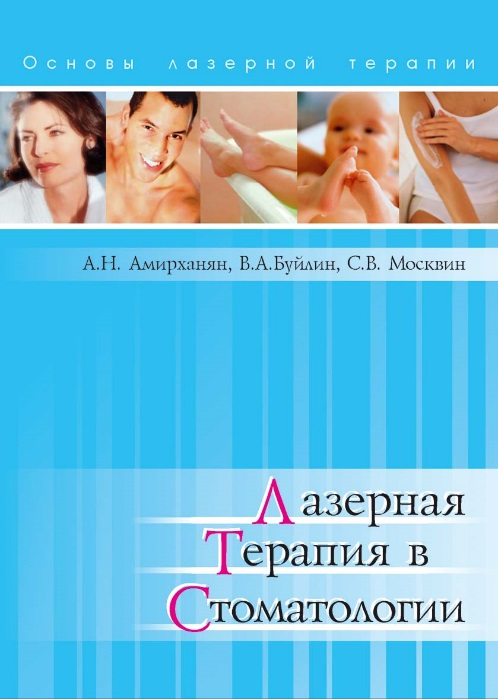 Основы лазерной терапии
А.Н. Амирханян, В.А.Буйлин, С.В. Москвин
Лазерная
Терапия в
Стоматологии